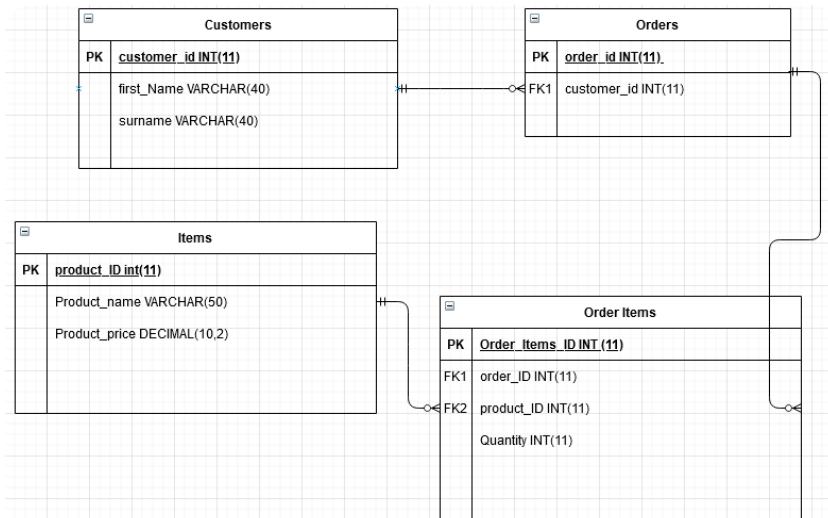 Customers
PK customer_id INT(11)
first_Name VARCHAR(40)
surname VARCHAR(40)
Orders
PK order_id INT(11)
FK1 customer_id INT(11)
Items
PK product_ID int(11)
Product_name VARCHAR(50)
Product_price DECIMAL(10,2)
Order Items
PK Order_Items_ID INT (11)
FK1 order_ID INT(11)
FK2 product_ID INT(11)
Quantity INT(11)